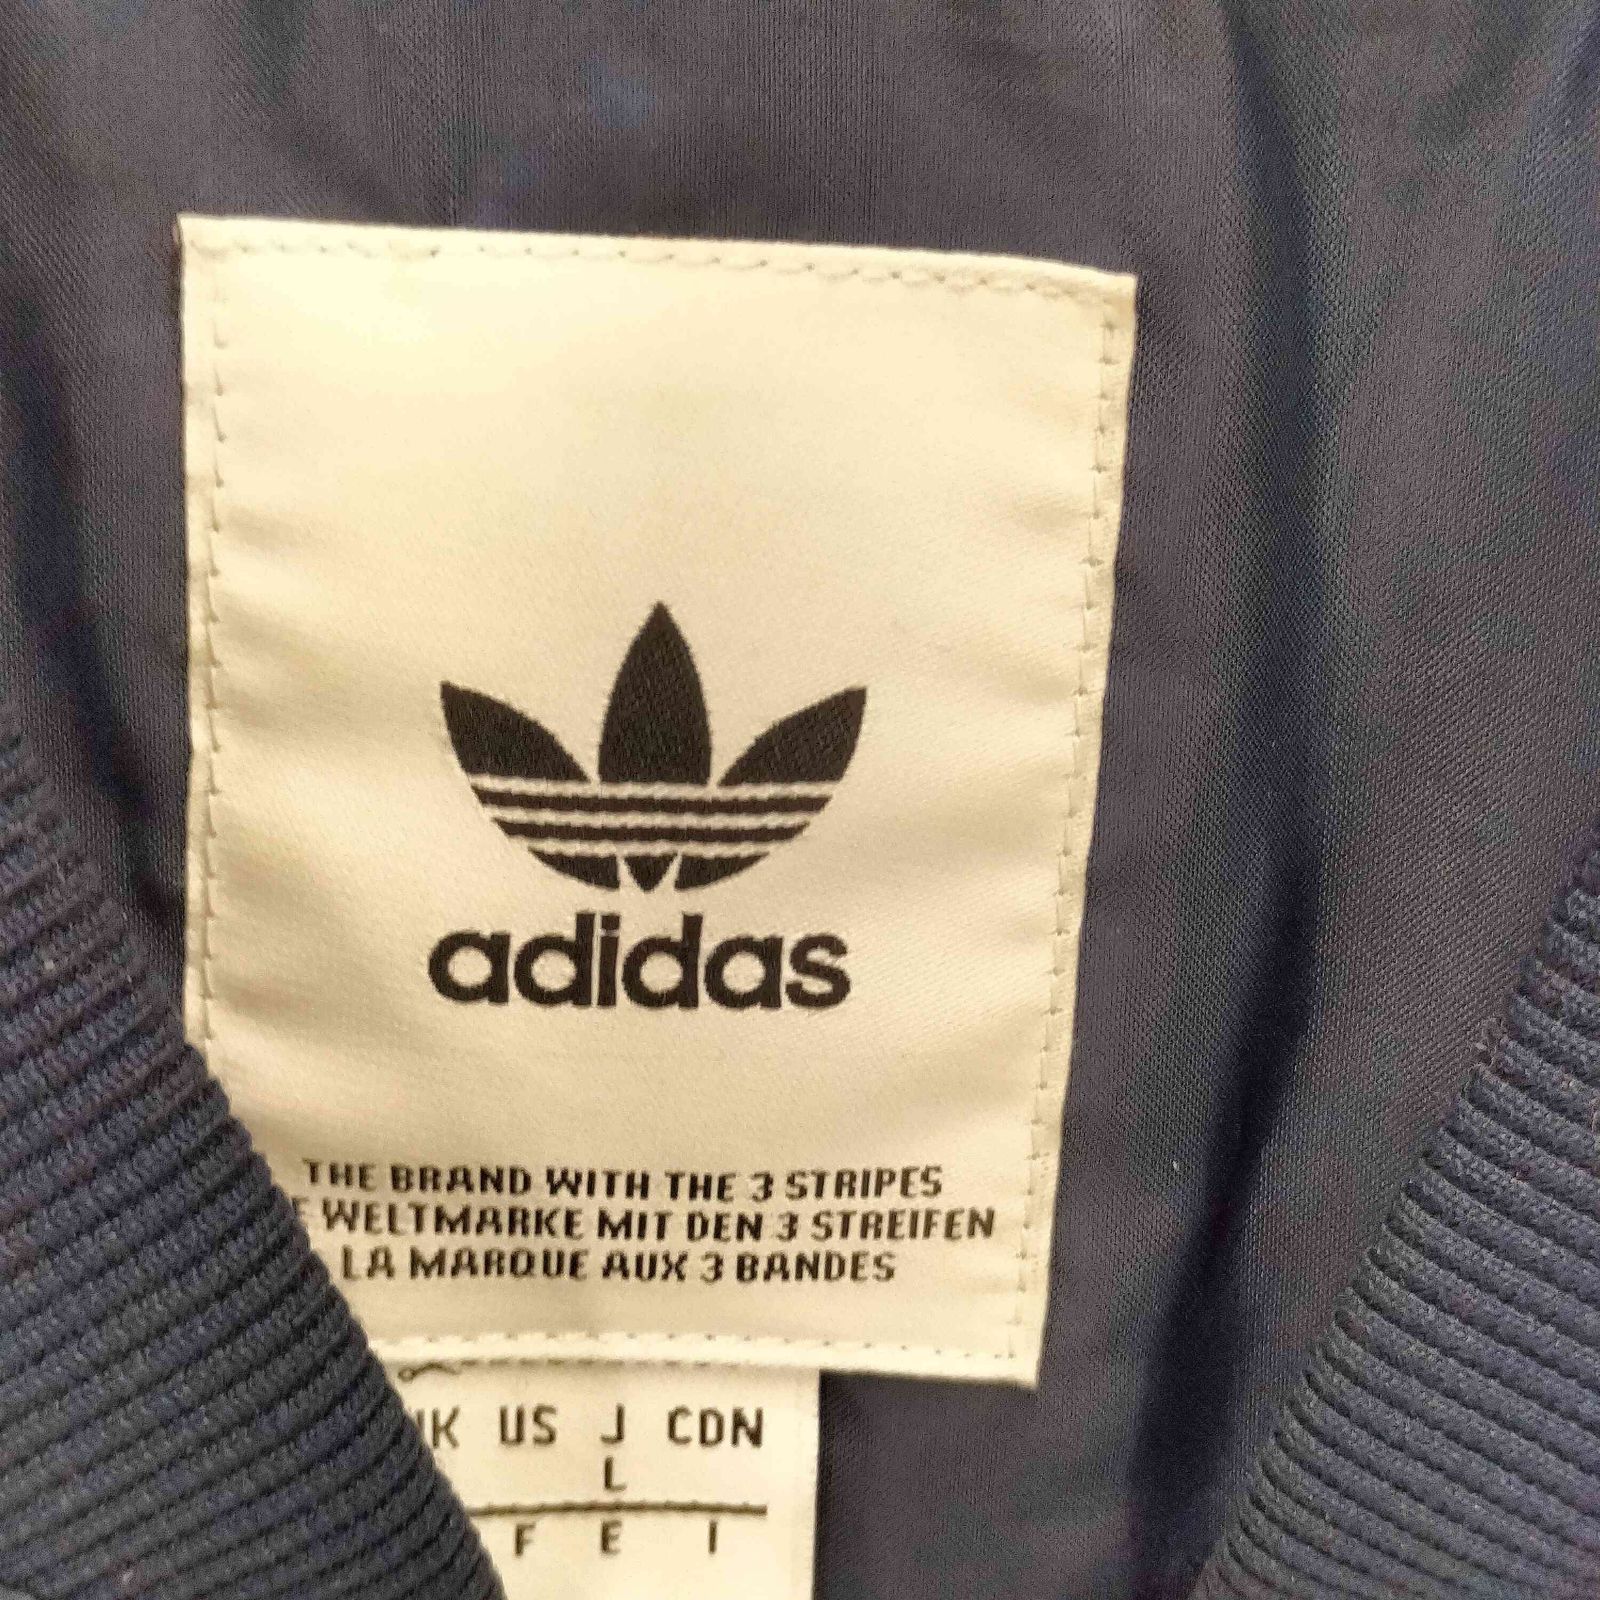 adidas
THE BRAND WITH THE 3 STRIPES
WELTMARKE MIT DEN 3 STREIFEN
LA MARQUE AUX 3 BANDES
US J CDN
L
F E I